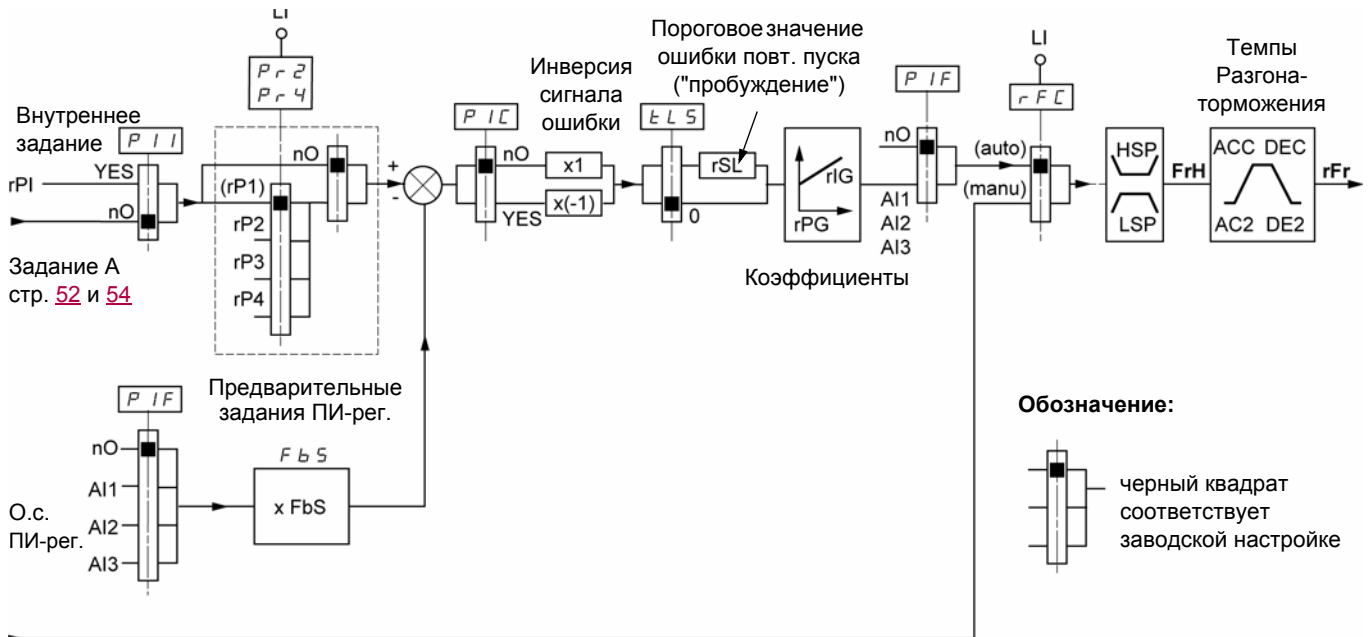 LI
Pr2
Pr4
Внутреннее
задание
PII
rPI
YES
nO
Задание А
стр. 52 и 54
(rP1)
rP2
rP3
rP4
nO
Предварительные
задания ПИ-рег.
+
-
PIC
nO
YES
Инверсия
сигнала
ошибки
x1
x(-1)
tLS
Пороговое значение
ошибки повт. пуска
("пробуждение")
rSL
0
rIG
rPG
Коэффициенты
PIF
nO
AI1
AI2
AI3
LI
rFC
(auto)
(manu)
HSP
LSP
FrH
Темпы
Разгона-
торможения
ACC DEC
AC2 DE2
rFr
PIF
nO
AI1
AI2
AI3
О.с.
ПИ-рег.
FbS
x FbS
Обозначение:
черный квадрат
соответствует
заводской настройке